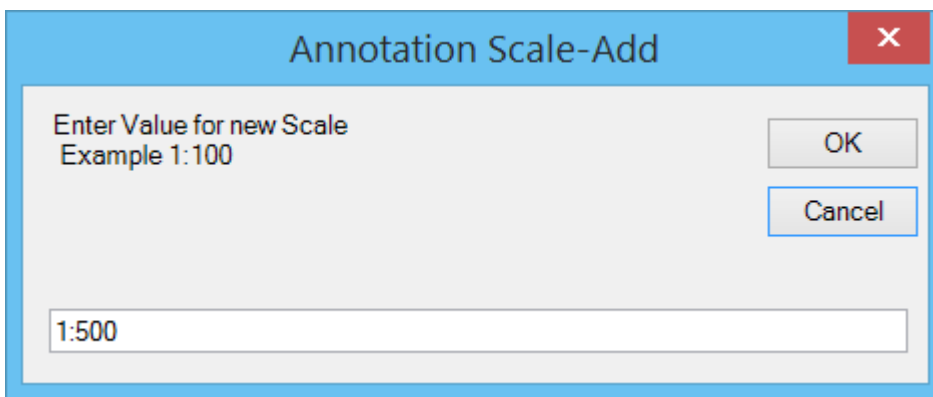 Annotation Scale-Add
Enter Value for new Scale
Example 1:100
OK
Cancel
1:500